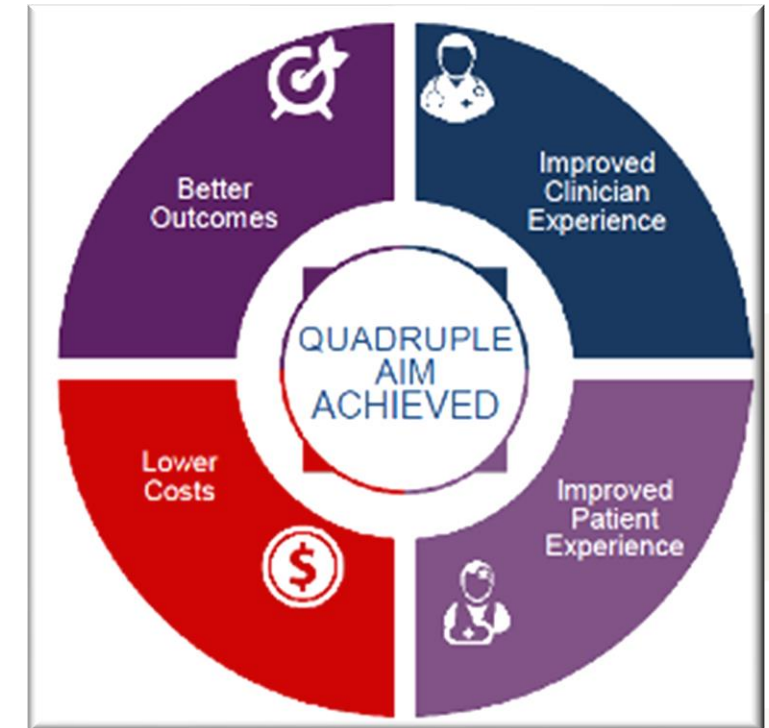 Better
Outcomes
Improved
Clinician
Experience
QUADRUPLE
AIM
ACHIEVED
Lower
Costs
$
Improved
Patient
Experience